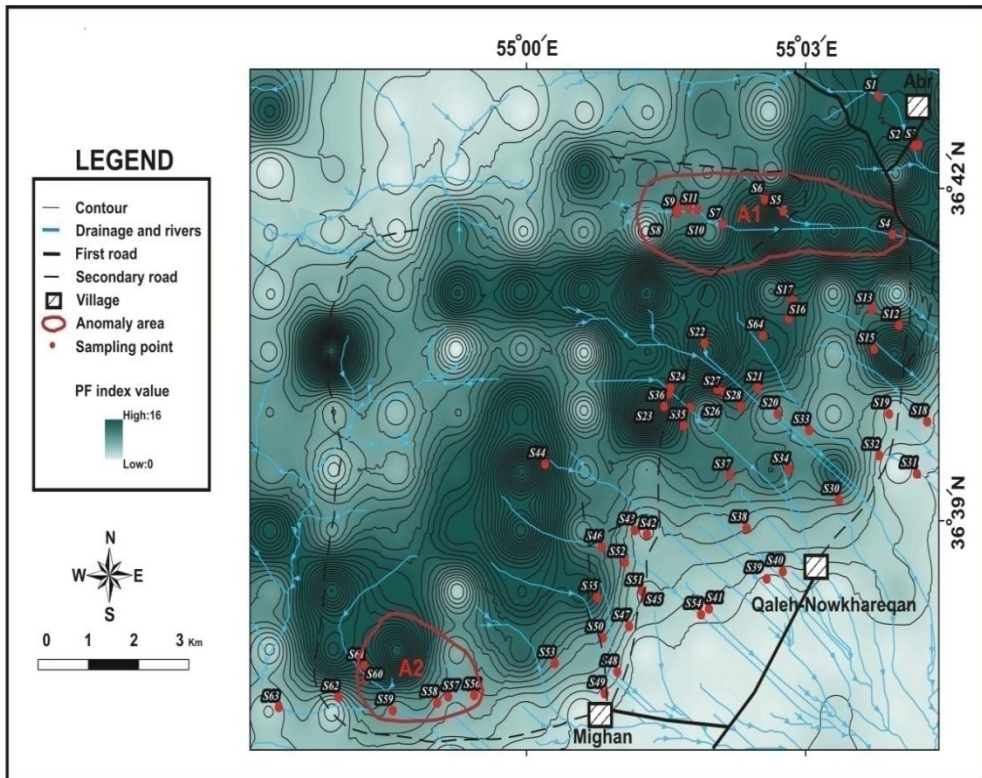 55°00´E
55°03´E
LEGEND
Contour
Drainage and rivers
First road
Secondary road
Village
Anomaly area
Sampling point
PF index value
High:16
Low:0
N
W
E
S
0 1 2 3 Km
36°42´N
36°39´N
S1
Abr
S2
S3
S6
S9
S11
A1
S5
S7
S8
S10
S4
S17
S13
S16
S12
S22
S64
S15
S24
S27
S21
S36
S28
S23
S35
S26
S20
S19
S18
S33
S44
S37
S34
S32
S31
S30
S43
S42
S38
S46
S52
S39
S40
S35
S51
S45
Qaleh-Nowkhareqan
S54
S41
S47
S50
S61
S60
A2
S53
S48
S62
S58
S57
S56
S49
S63
S59
Mighan